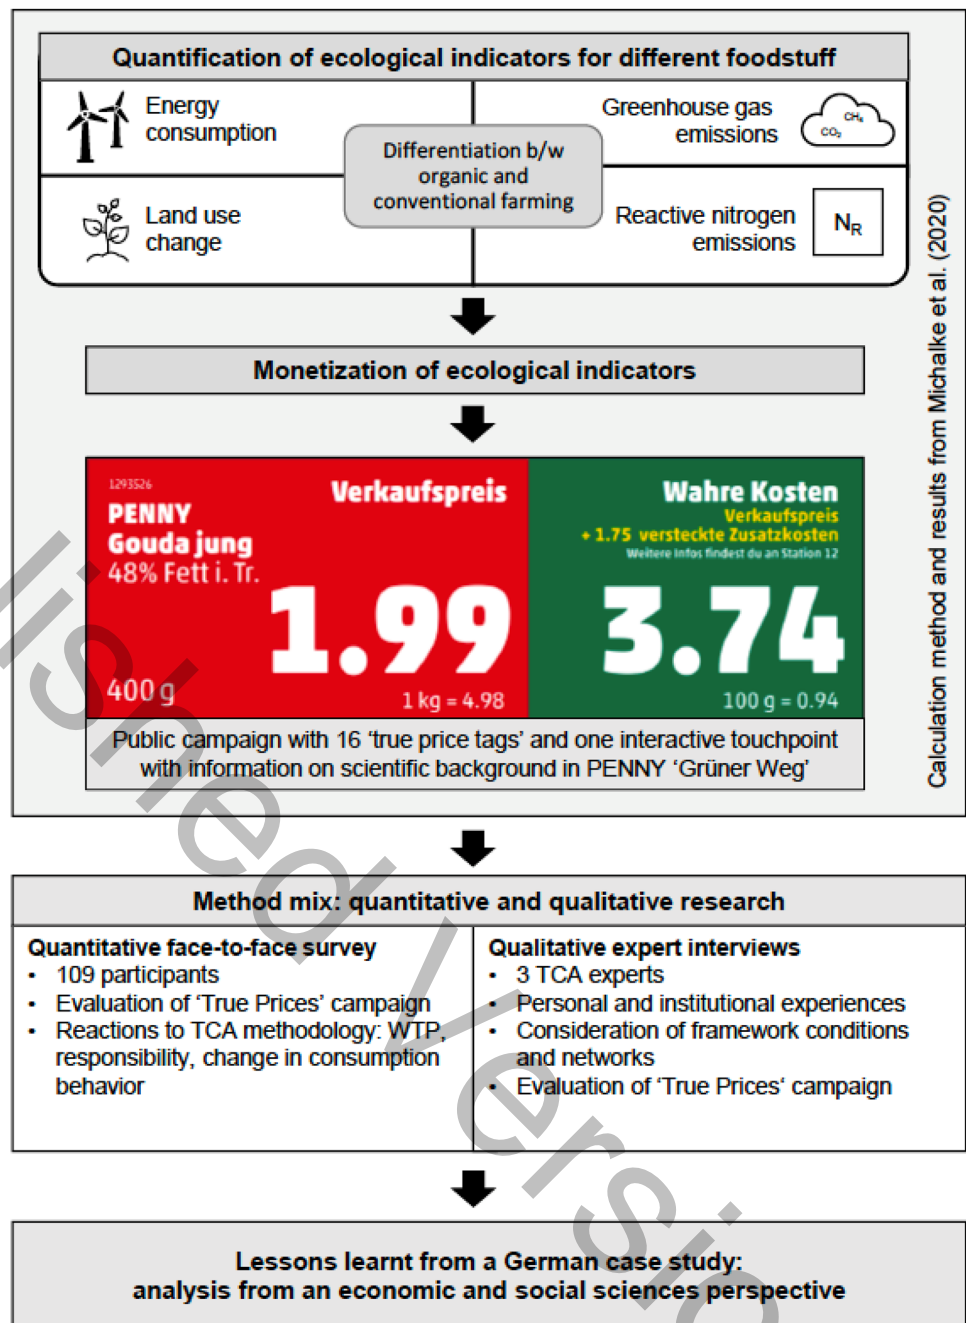 Quantification of ecological indicators for different foodstuff
Energy
consumption
Greenhouse gas
emissions
CH₄
CO₂
Differentiation b/w
organic and
conventional farming
Land use
change
Reactive nitrogen
emissions
N_R
Monetization of ecological indicators
1293526
PENNY
Gouda jung
48% Fett i. Tr.
Verkaufspreis
1.99
400 g
1 kg = 4.98
Wahre Kosten
Verkaufspreis
+ 1.75 versteckte Zusatzkosten
Weitere Infos findest du an Station 12
3.74
100 g = 0.94
Public campaign with 16 ‘true price tags’ and one interactive touchpoint
with information on scientific background in PENNY ‘Grüner Weg’
Calculation method and results from Michalke et al. (2020)
Method mix: quantitative and qualitative research
Quantitative face-to-face survey
• 109 participants
• Evaluation of ‘True Prices’ campaign
• Reactions to TCA methodology: WTP,
responsibility, change in consumption
behavior
Qualitative expert interviews
• 3 TCA experts
• Personal and institutional experiences
• Consideration of framework conditions
and networks
• Evaluation of ‘True Prices‘ campaign
Lessons learnt from a German case study:
analysis from an economic and social sciences perspective
lished Versio